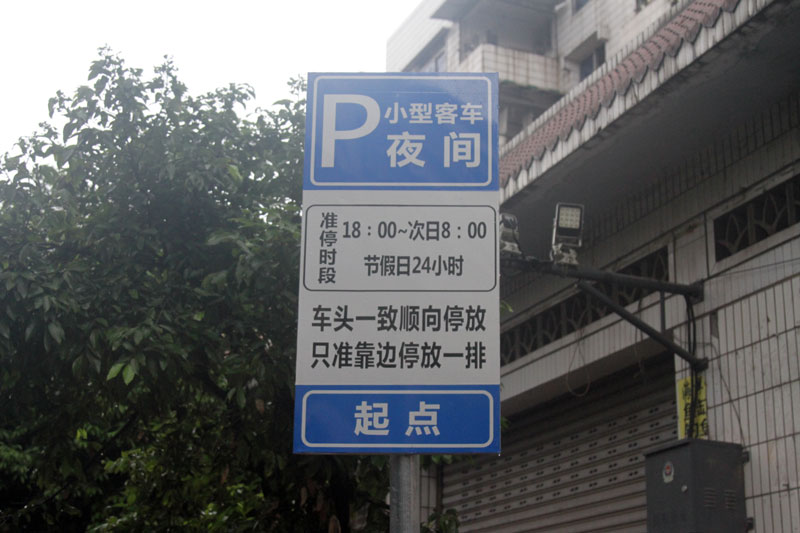 P 小型客车
夜间
准停时段
18：00~次日8：00
节假日24小时
车头一致顺向停放
只准靠边停放一排
起点